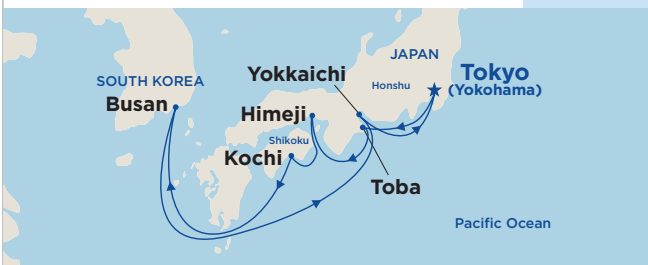 JAPAN
Tokyo
(Yokohama)
Yokkaichi
Honshu
SOUTH KOREA
Busan
Himeji
Shikoku
Kochi
Toba
Pacific Ocean